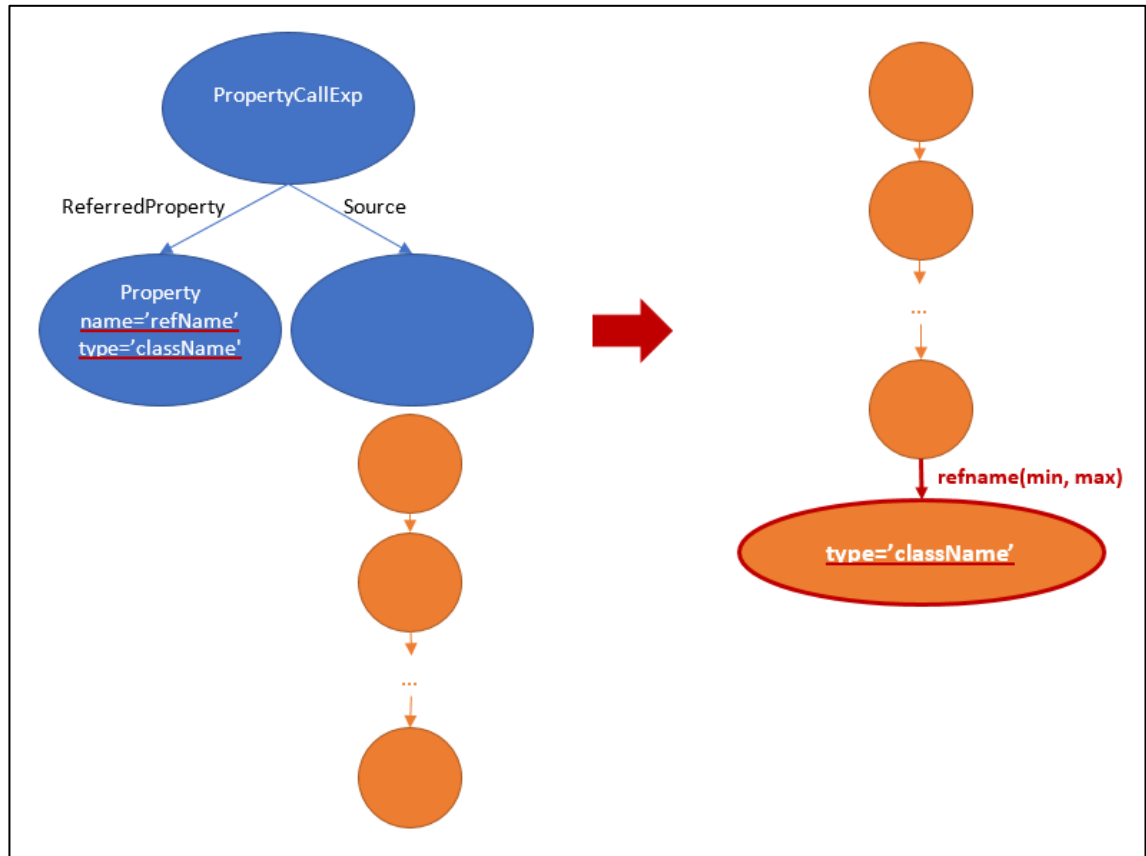 PropertyCallExp
ReferredProperty
Source
Property
name=’refName’
type=’className'
...
...
refname(min, max)
type=’className’